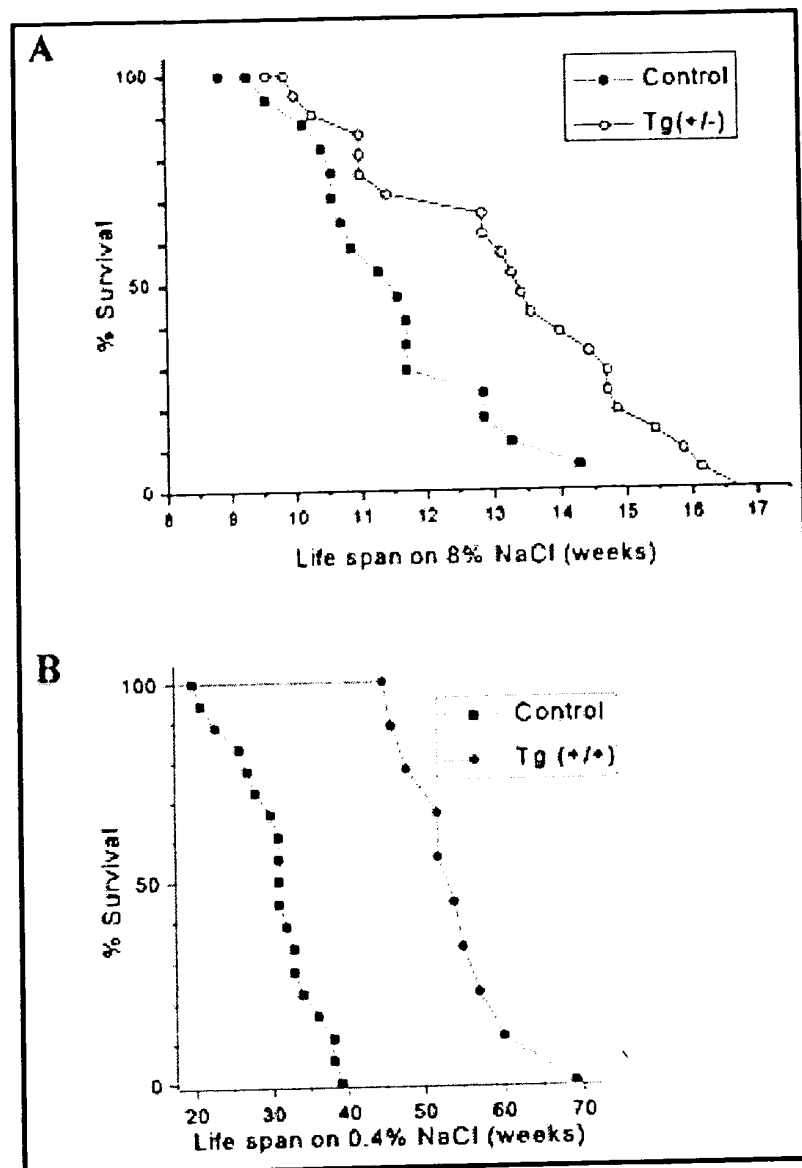 A
Control
Tg(+/-)
100
50
0
% Survival
8 9 10 11 12 13 14 15 16 17
Life span on 8% NaCl (weeks)
B
Control
Tg (+/+)
100
50
0
% Survival
20 30 40 50 60 70
Life span on 0.4% NaCl (weeks)